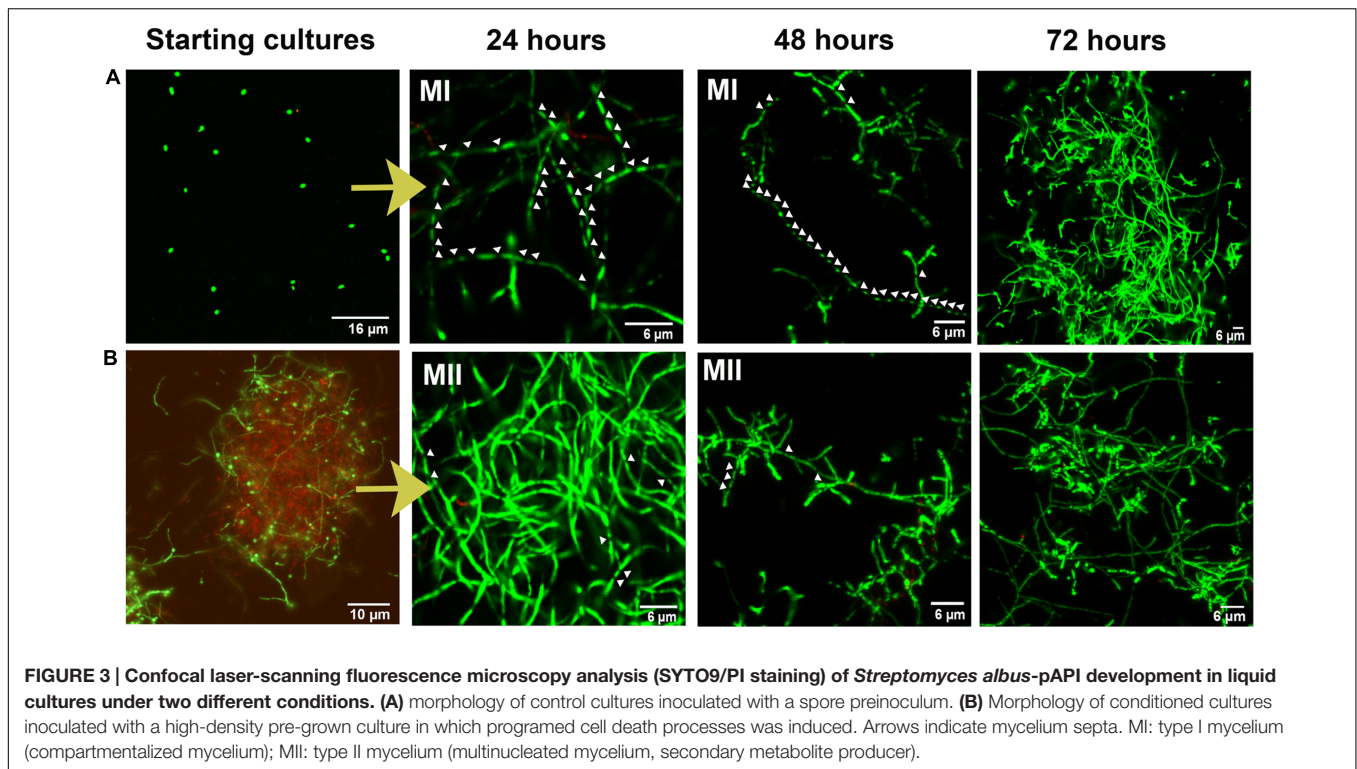 Starting cultures 24 hours 48 hours 72 hours
A
MI
MI
16 µm
6 µm
6 µm
6 µm
B
MII
MII
10 µm
6 µm
6 µm
6 µm
FIGURE 3 | Confocal laser-scanning fluorescence microscopy analysis (SYTO9/PI staining) of Streptomyces albus-pAPI development in liquid
cultures under two different conditions. (A) morphology of control cultures inoculated with a spore preinoculum. (B) Morphology of conditioned cultures
inoculated with a high-density pre-grown culture in which programed cell death processes was induced. Arrows indicate mycelium septa. MI: type I mycelium
(compartmentalized mycelium); MII: type II mycelium (multinucleated mycelium, secondary metabolite producer).